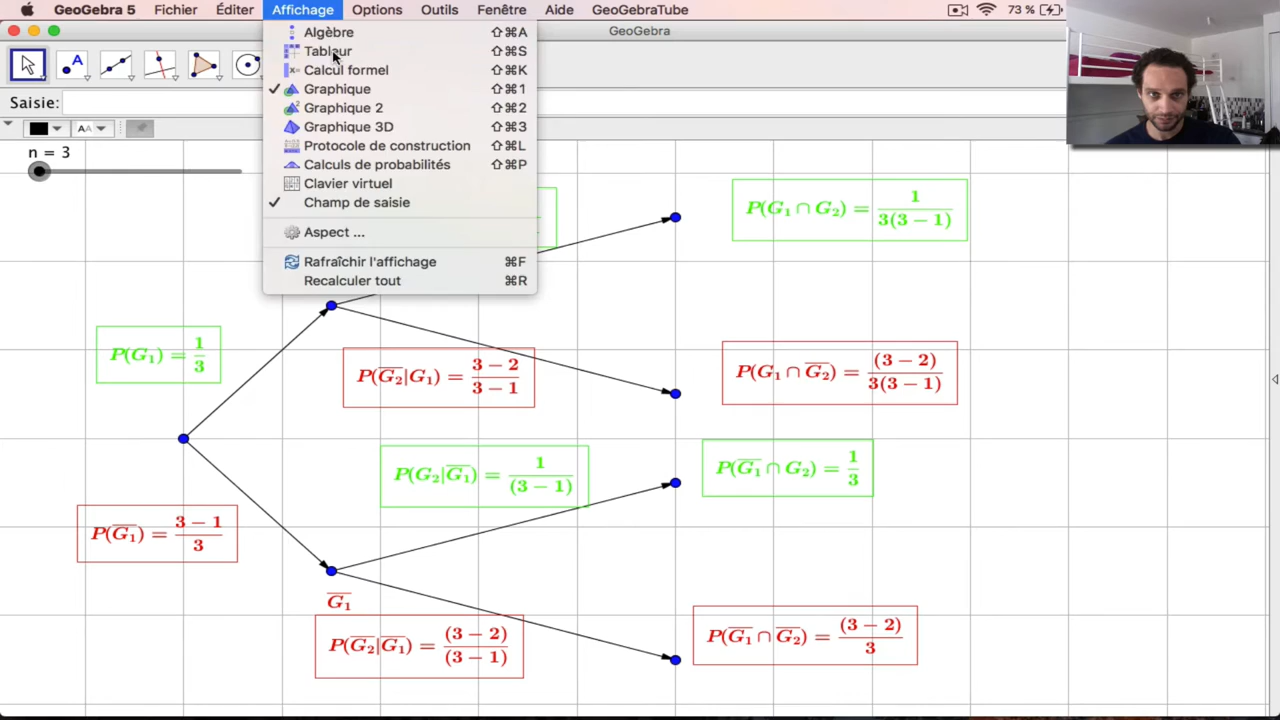 GeoGebra 5 Fichier Éditer Affichage Options Outils Fenêtre Aide GeoGebraTube 73 %
GeoGebra
Algèbre ⇧⌘A
Tableur ⇧⌘S
Calcul formel ⇧⌘K
Graphique ⇧⌘1
Graphique 2 ⇧⌘2
Graphique 3D ⇧⌘3
Protocole de construction ⇧⌘L
Calculs de probabilités ⇧⌘P
Clavier virtuel
Champ de saisie
Aspect ...
Rafraîchir l'affichage ⌘F
Recalculer tout ⌘R
Saisie:
n = 3
P(G₁ ∩ G₂) = 1 / 3(3 − 1)
P(G₁) = 1/3
P(G̅₂|G₁) = 3 − 2 / 3 − 1
P(G₁ ∩ G̅₂) = (3 − 2) / 3(3 − 1)
P(G₂|G̅₁) = 1 / (3 − 1)
P(G̅₁ ∩ G₂) = 1/3
P(G̅₁) = 3 − 1 / 3
G̅₁
P(G̅₂|G̅₁) = (3 − 2) / (3 − 1)
P(G̅₁ ∩ G̅₂) = (3 − 2) / 3